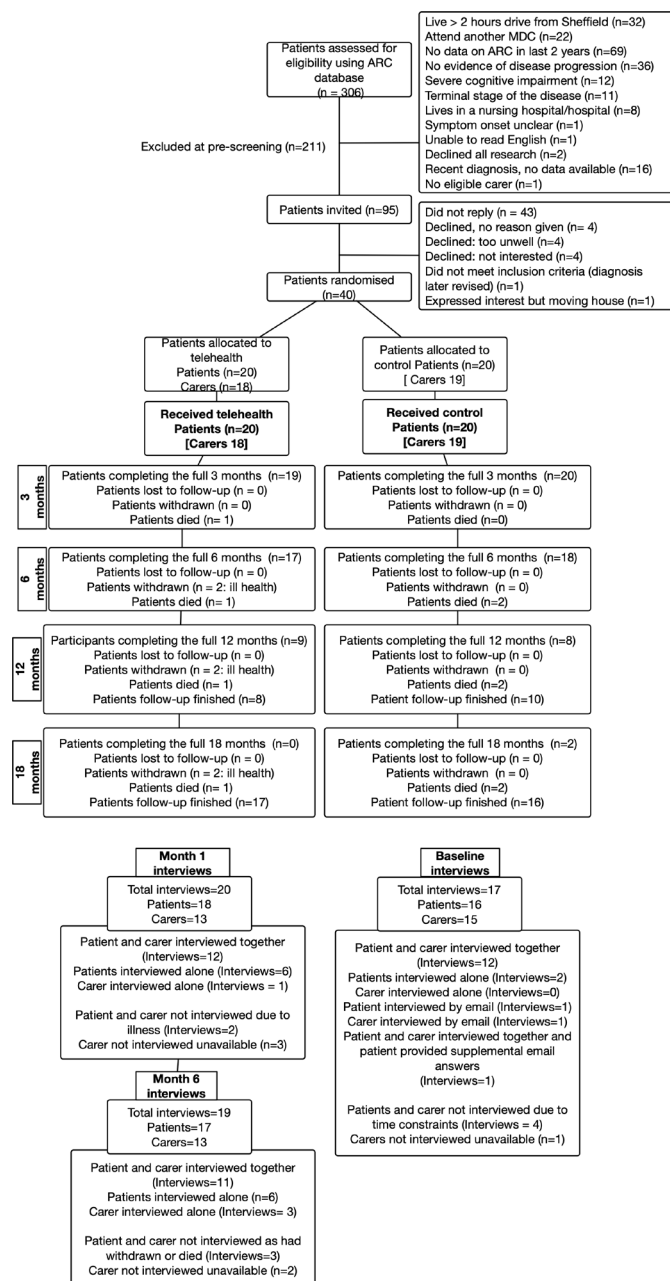 Patients assessed for
eligibility using ARC
database
(n = 306)
Live > 2 hours drive from Sheffield (n=32)
Attend another MDC (n=22)
No data on ARC in last 2 years (n=69)
No evidence of disease progression (n=36)
Severe cognitive impairment (n=12)
Terminal stage of the disease (n=11)
Lives in a nursing hospital/hospital (n=8)
Symptom onset unclear (n=1)
Unable to read English (n=1)
Declined all research (n=2)
Recent diagnosis, no data available (n=16)
No eligible carer (n=1)
Excluded at pre-screening (n=211)
Patients invited (n=95)
Did not reply (n = 43)
Declined, no reason given (n= 4)
Declined: too unwell (n=4)
Declined: not interested (n=4)
Did not meet inclusion criteria (diagnosis
later revised) (n=1)
Expressed interest but moving house (n=1)
Patients randomised
(n=40)
Patients allocated to
telehealth
Patients (n=20)
Carers (n=18)
Patients allocated to
control Patients (n=20)
[ Carers 19]
Received telehealth
Patients (n=20)
[Carers 18]
Received control
Patients (n=20)
[Carers 19]
3
months
Patients completing the full 3 months (n=19)
Patients lost to follow-up (n = 0)
Patients withdrawn (n = 0)
Patients died (n= 1)
Patients completing the full 3 months (n=20)
Patients lost to follow-up (n = 0)
Patients withdrawn (n = 0)
Patients died (n=0)
6
months
Patients completing the full 6 months (n=17)
Patients lost to follow-up (n = 0)
Patients withdrawn (n = 2: ill health)
Patients died (n= 1)
Patients completing the full 6 months (n=18)
Patients lost to follow-up (n = 0)
Patients withdrawn (n = 0)
Patients died (n=2)
12
months
Participants completing the full 12 months (n=9)
Patients lost to follow-up (n = 0)
Patients withdrawn (n = 2: ill health)
Patients died (n= 1)
Patients follow-up finished (n=8)
Patients completing the full 12 months (n=8)
Patients lost to follow-up (n = 0)
Patients withdrawn (n = 0)
Patients died (n=2)
Patient follow-up finished (n=10)
18
months
Patients completing the full 18 months (n=0)
Patients lost to follow-up (n = 0)
Patients withdrawn (n = 2: ill health)
Patients died (n= 1)
Patients follow-up finished (n=17)
Patients completing the full 18 months (n=2)
Patients lost to follow-up (n = 0)
Patients withdrawn (n = 0)
Patients died (n=2)
Patient follow-up finished (n=16)
Month 1
interviews
Total interviews=20
Patients=18
Carers=13
Patient and carer interviewed together
(Interviews=12)
Patients interviewed alone (Interviews=6)
Carer interviewed alone (Interviews = 1)
Patient and carer not interviewed due to
illness (Interviews=2)
Carer not interviewed unavailable (n=3)
Month 6
interviews
Total interviews=19
Patients=17
Carers=13
Patient and carer interviewed together
(Interviews=11)
Patients interviewed alone (n=6)
Carer interviewed alone (Interviews= 3)
Patient and carer not interviewed as had
withdrawn or died (Interviews=3)
Carer not interviewed unavailable (n=2)
Baseline
interviews
Total interviews=17
Patients=16
Carers=15
Patient and carer interviewed together
(Interviews=12)
Patients interviewed alone (Interviews=2)
Carer interviewed alone (Interviews=0)
Patient interviewed by email (Interviews=1)
Carer interviewed by email (Interviews=1)
Patient and carer interviewed together and
patient provided supplemental email
answers
(Interviews=1)
Patients and carer not interviewed due to
time constraints (Interviews = 4)
Carers not interviewed unavailable (n=1)